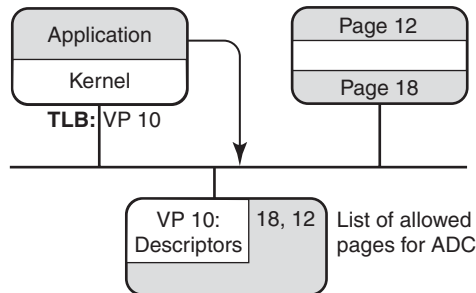 Application
Kernel
TLB: VP 10
Page 12
Page 18
VP 10:
Descriptors
18, 12
List of allowed
pages for ADC